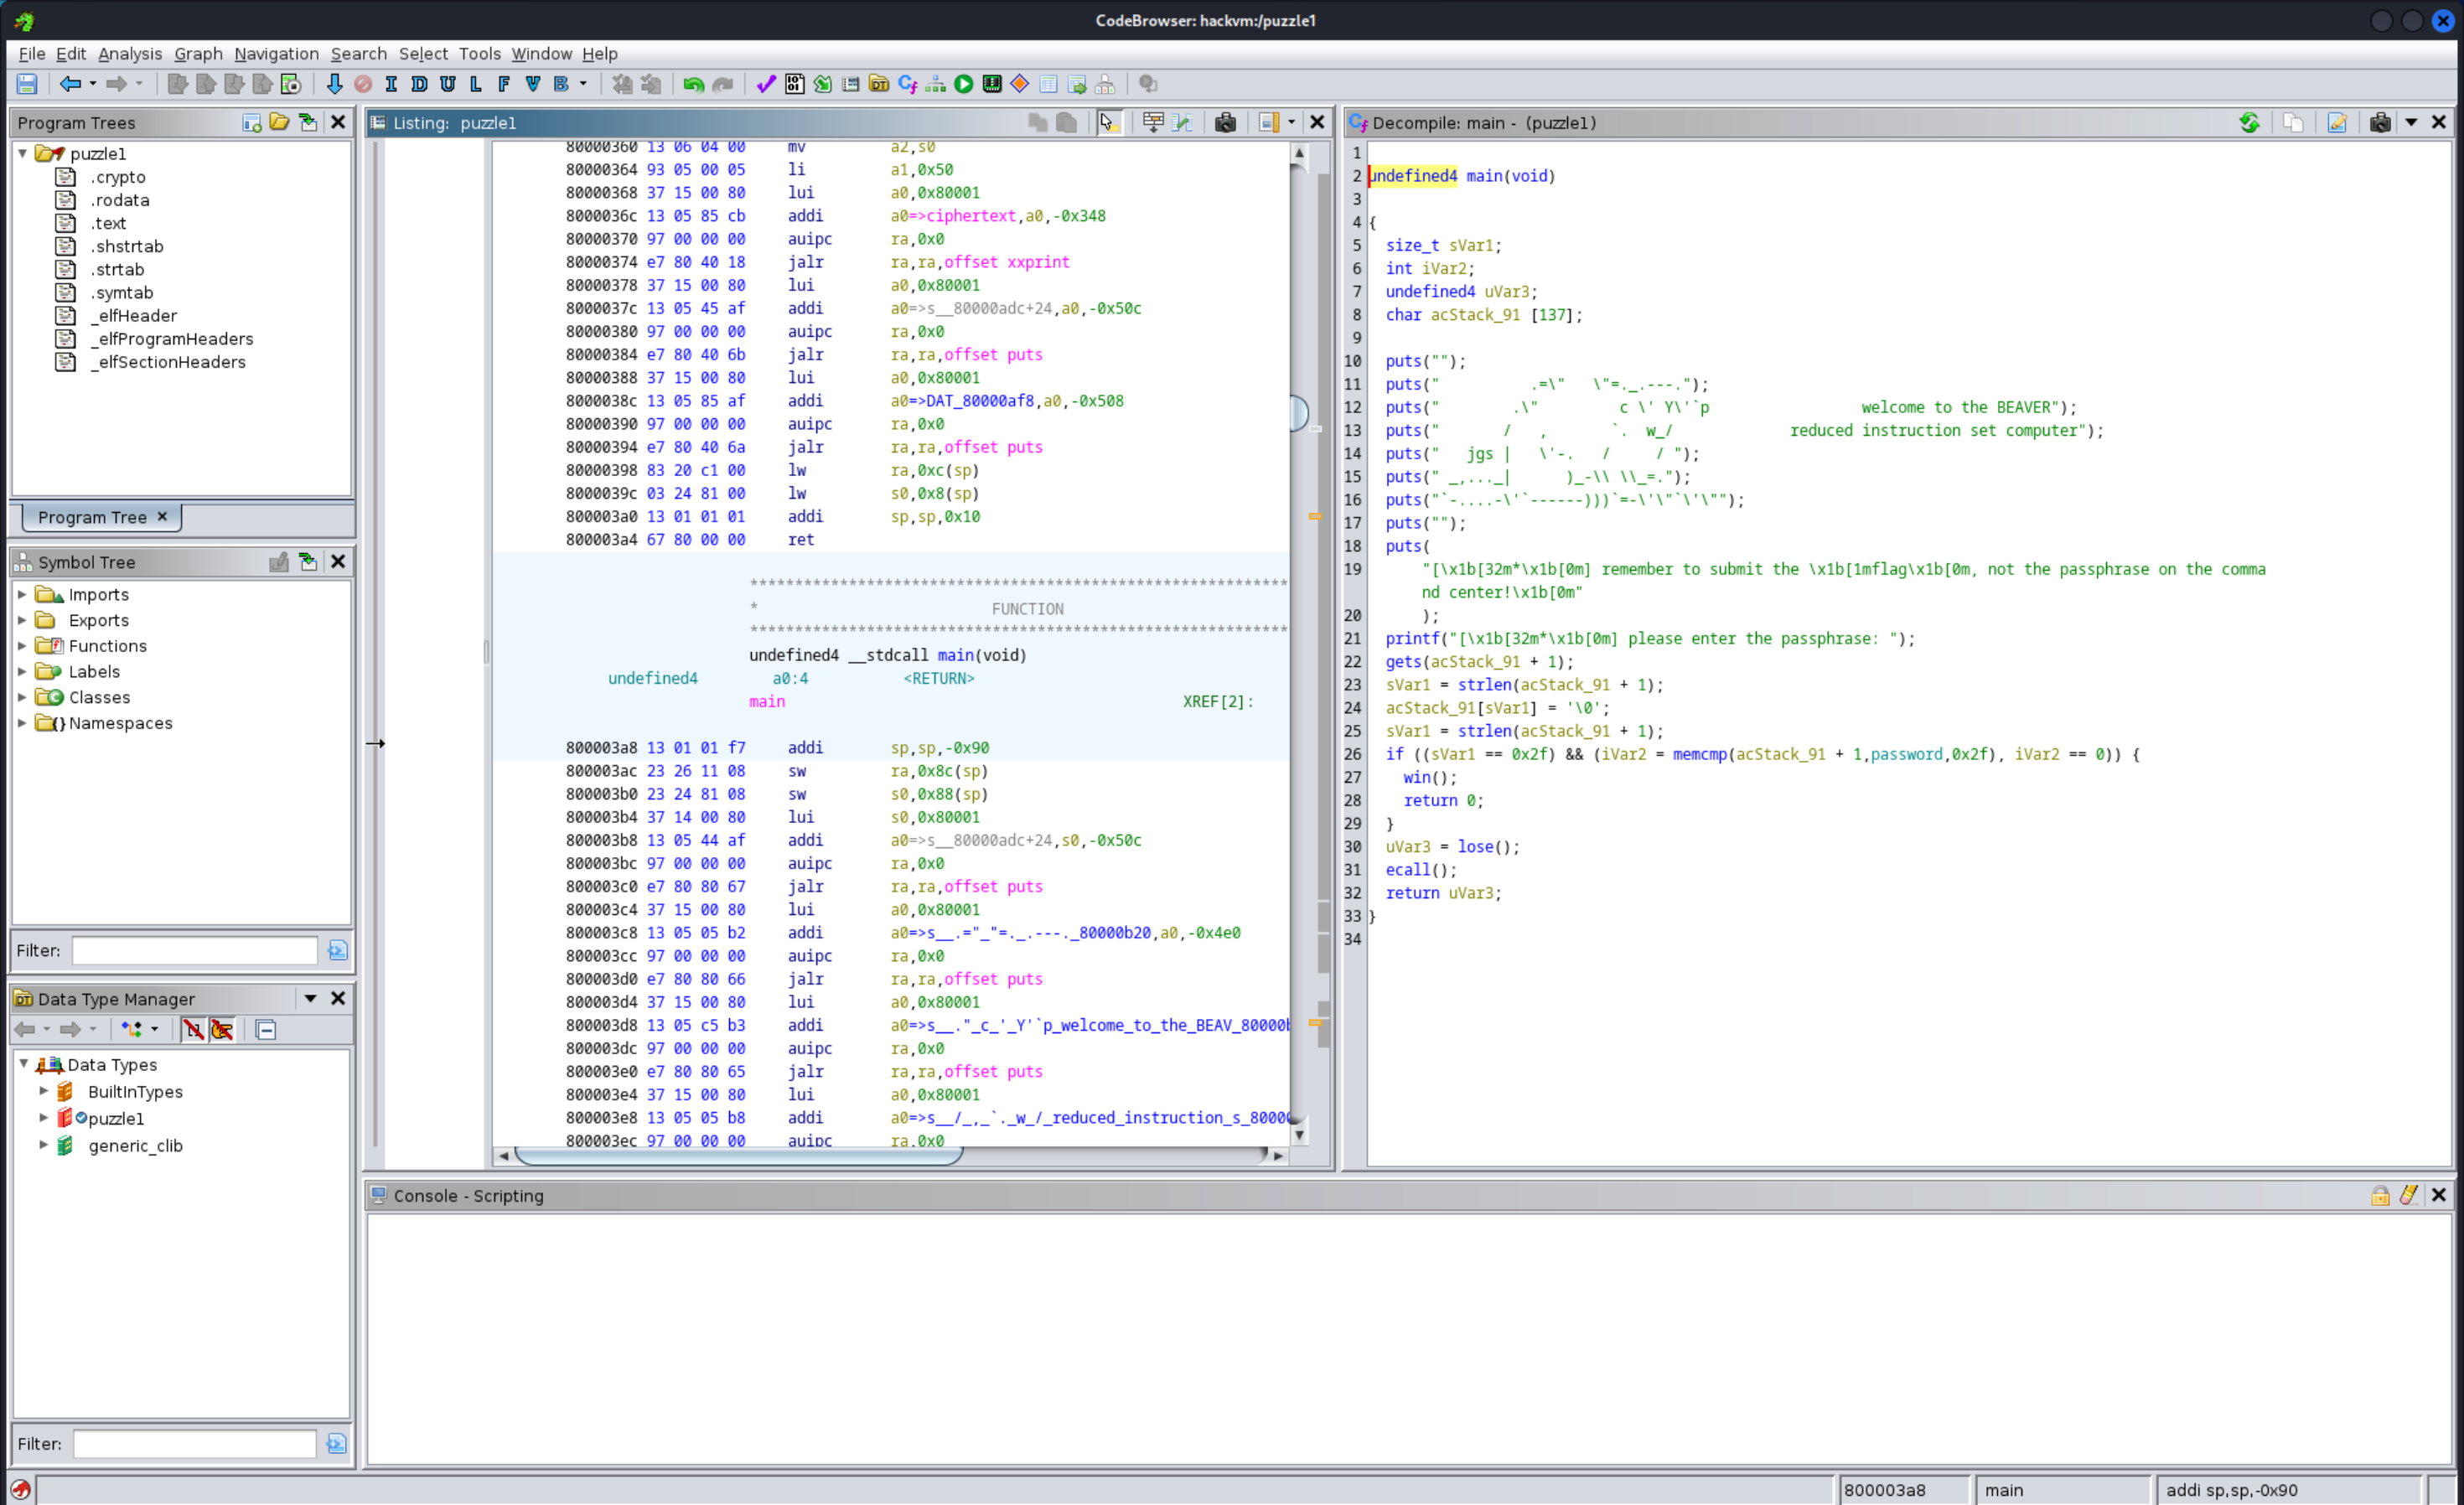 CodeBrowser: hackvm:/puzzle1
File Edit Analysis Graph Navigation Search Select Tools Window Help
I D U L F V B
Program Trees
puzzle1
.crypto
.rodata
.text
.shstrtab
.strtab
.symtab
_elfHeader
_elfProgramHeaders
_elfSectionHeaders
Program Tree ×
Symbol Tree
Imports
Exports
Functions
Labels
Classes
Namespaces
Filter:
Data Type Manager
Data Types
BuiltInTypes
puzzle1
generic_clib
Filter:
Listing: puzzle1
80000360 13 06 04 00 mv a2,s0
80000364 93 05 00 05 li a1,0x50
80000368 37 15 00 80 lui a0,0x80001
8000036c 13 05 85 cb addi a0=>ciphertext,a0,-0x348
80000370 97 00 00 00 auipc ra,0x0
80000374 e7 80 40 18 jalr ra,ra,offset xxprint
80000378 37 15 00 80 lui a0,0x80001
8000037c 13 05 45 af addi a0=>s__80000adc+24,a0,-0x50c
80000380 97 00 00 00 auipc ra,0x0
80000384 e7 80 40 6b jalr ra,ra,offset puts
80000388 37 15 00 80 lui a0,0x80001
8000038c 13 05 85 af addi a0=>DAT_80000af8,a0,-0x508
80000390 97 00 00 00 auipc ra,0x0
80000394 e7 80 40 6a jalr ra,ra,offset puts
80000398 83 20 c1 00 lw ra,0xc(sp)
8000039c 03 24 81 00 lw s0,0x8(sp)
800003a0 13 01 01 01 addi sp,sp,0x10
800003a4 67 80 00 00 ret
************************************************************
* FUNCTION
************************************************************
undefined4 __stdcall main(void)
undefined4 a0:4 <RETURN>
main XREF[2]:
800003a8 13 01 01 f7 addi sp,sp,-0x90
800003ac 23 26 11 08 sw ra,0x8c(sp)
800003b0 23 24 81 08 sw s0,0x88(sp)
800003b4 37 14 00 80 lui s0,0x80001
800003b8 13 05 44 af addi a0=>s__80000adc+24,s0,-0x50c
800003bc 97 00 00 00 auipc ra,0x0
800003c0 e7 80 80 67 jalr ra,ra,offset puts
800003c4 37 15 00 80 lui a0,0x80001
800003c8 13 05 05 b2 addi a0=>s__.="_"=._.---._80000b20,a0,-0x4e0
800003cc 97 00 00 00 auipc ra,0x0
800003d0 e7 80 80 66 jalr ra,ra,offset puts
800003d4 37 15 00 80 lui a0,0x80001
800003d8 13 05 c5 b3 addi a0=>s__."_c_'_Y'`p_welcome_to_the_BEAV_80000
800003dc 97 00 00 00 auipc ra,0x0
800003e0 e7 80 80 65 jalr ra,ra,offset puts
800003e4 37 15 00 80 lui a0,0x80001
800003e8 13 05 05 b8 addi a0=>s__/_,_`._w_/_reduced_instruction_s_8000
800003ec 97 00 00 00 auipc ra,0x0
Decompile: main - (puzzle1)
1
2 undefined4 main(void)
3
4 {
5 size_t sVar1;
6 int iVar2;
7 undefined4 uVar3;
8 char acStack_91 [137];
9
10 puts("");
11 puts("          .=\"   \"=._.---.");
12 puts("        .\"         c \' Y\'`p                 welcome to the BEAVER");
13 puts("       /   ,       `.  w_/             reduced instruction set computer");
14 puts("   jgs |   \'-.   /     / ");
15 puts(" _,..._|      )_-\\ \\_=.");
16 puts("`-....-\'`------)))`=-\'\"`\'\"");
17 puts("");
18 puts(
19 "[\x1b[32m*\x1b[0m] remember to submit the \x1b[1mflag\x1b[0m, not the passphrase on the comma
nd center!\x1b[0m"
20 );
21 printf("[\x1b[32m*\x1b[0m] please enter the passphrase: ");
22 gets(acStack_91 + 1);
23 sVar1 = strlen(acStack_91 + 1);
24 acStack_91[sVar1] = '\0';
25 sVar1 = strlen(acStack_91 + 1);
26 if ((sVar1 == 0x2f) && (iVar2 = memcmp(acStack_91 + 1,password,0x2f), iVar2 == 0)) {
27 win();
28 return 0;
29 }
30 uVar3 = lose();
31 ecall();
32 return uVar3;
33 }
34
Console - Scripting
800003a8 main addi sp,sp,-0x90